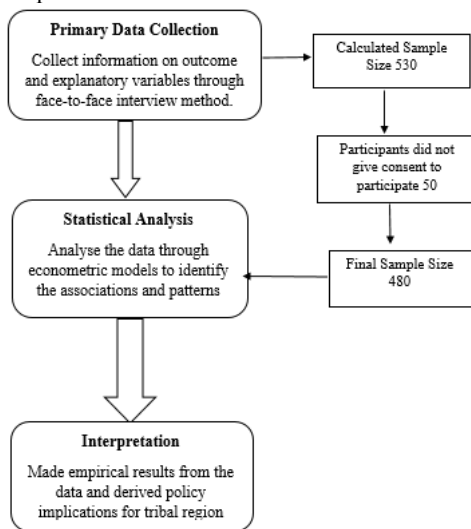 Primary Data Collection
Collect information on outcome
and explanatory variables through
face-to-face interview method.
Calculated Sample
Size 530
Participants did not
give consent to
participate 50
Statistical Analysis
Analyse the data through
econometric models to identify
the associations and patterns
Final Sample Size
480
Interpretation
Made empirical results from the
data and derived policy
implications for tribal region